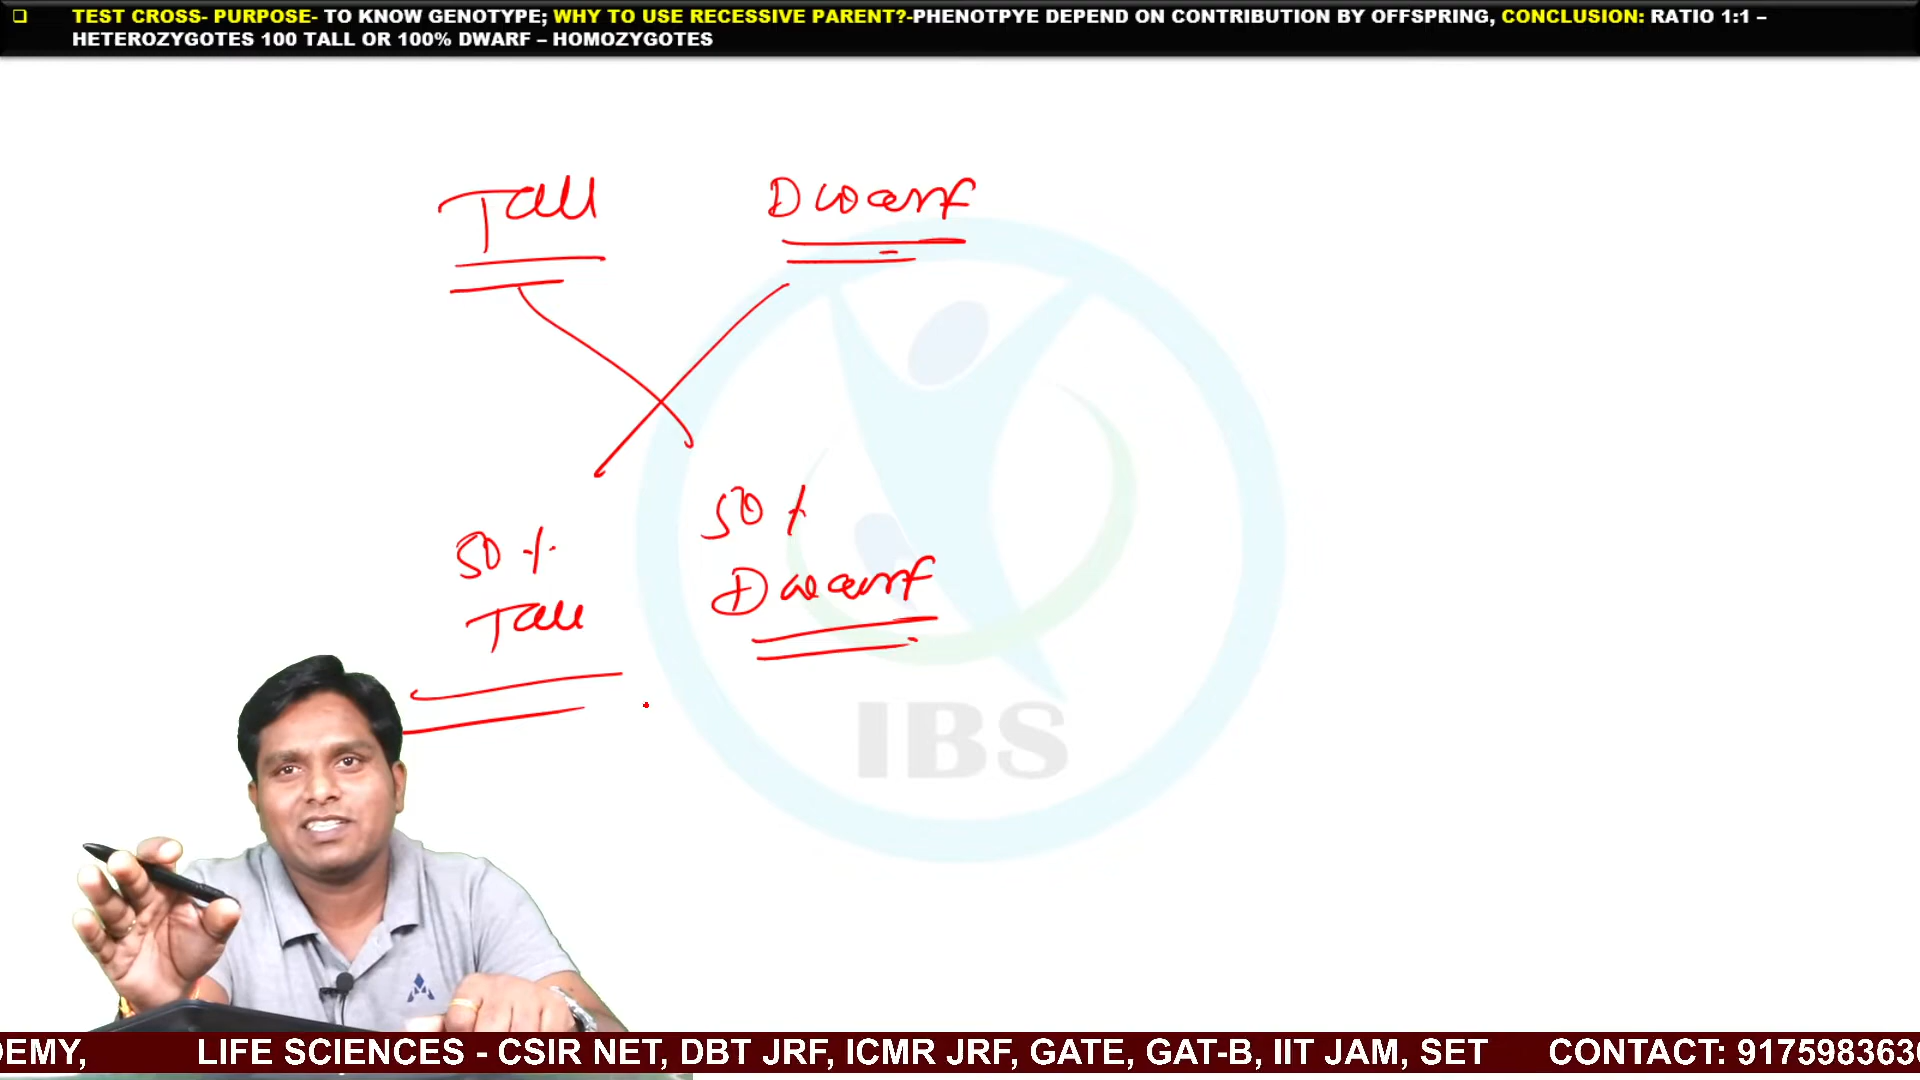 TEST CROSS- PURPOSE- TO KNOW GENOTYPE; WHY TO USE RECESSIVE PARENT?-PHENOTPYE DEPEND ON CONTRIBUTION BY OFFSPRING, CONCLUSION: RATIO 1:1 –
HETEROZYGOTES 100 TALL OR 100% DWARF – HOMOZYGOTES
Tall Dwarf
50 % 50 %
Tall Dwarf
IBS
DEMY, LIFE SCIENCES - CSIR NET, DBT JRF, ICMR JRF, GATE, GAT-B, IIT JAM, SET CONTACT: 917598363